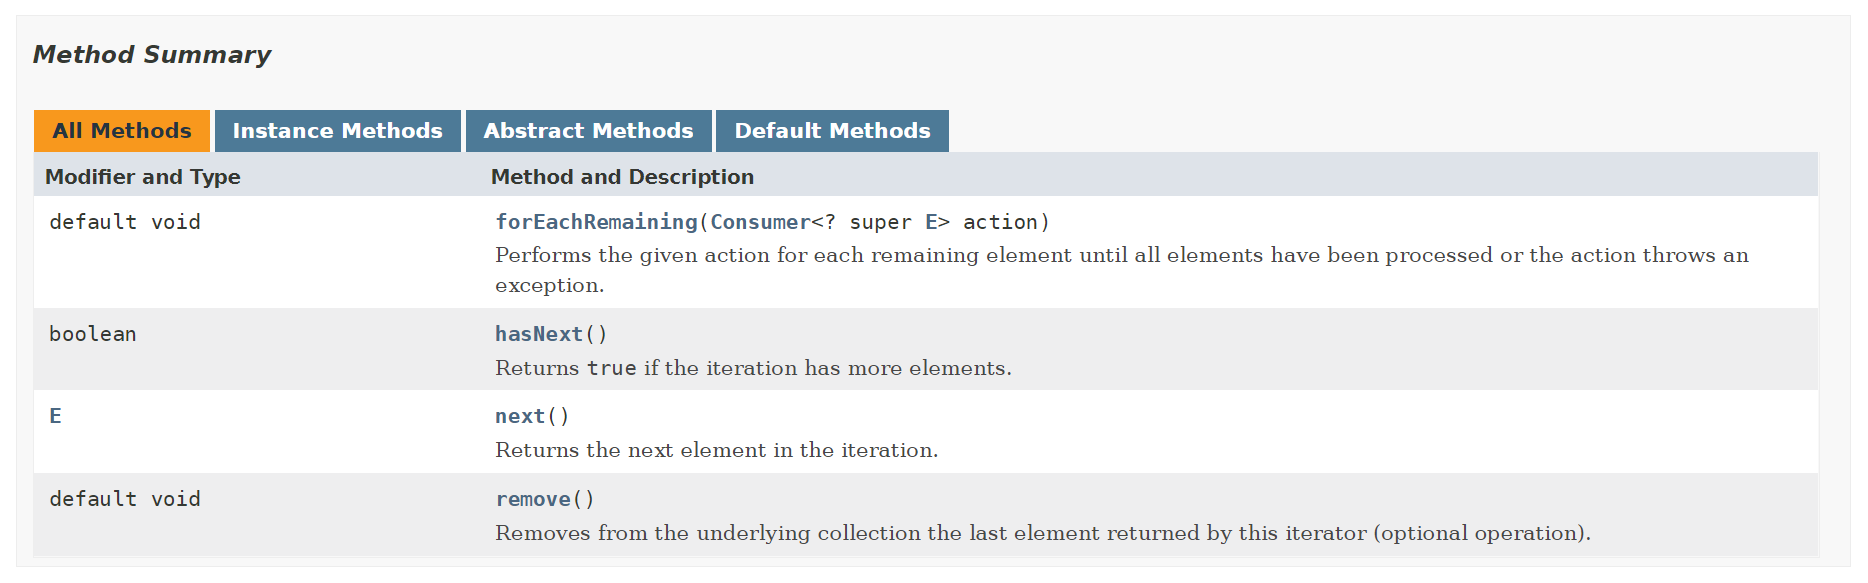 Method Summary
All Methods Instance Methods Abstract Methods Default Methods
Modifier and Type Method and Description
default void forEachRemaining(Consumer<? super E> action)
Performs the given action for each remaining element until all elements have been processed or the action throws an
exception.
boolean hasNext()
Returns true if the iteration has more elements.
E next()
Returns the next element in the iteration.
default void remove()
Removes from the underlying collection the last element returned by this iterator (optional operation).